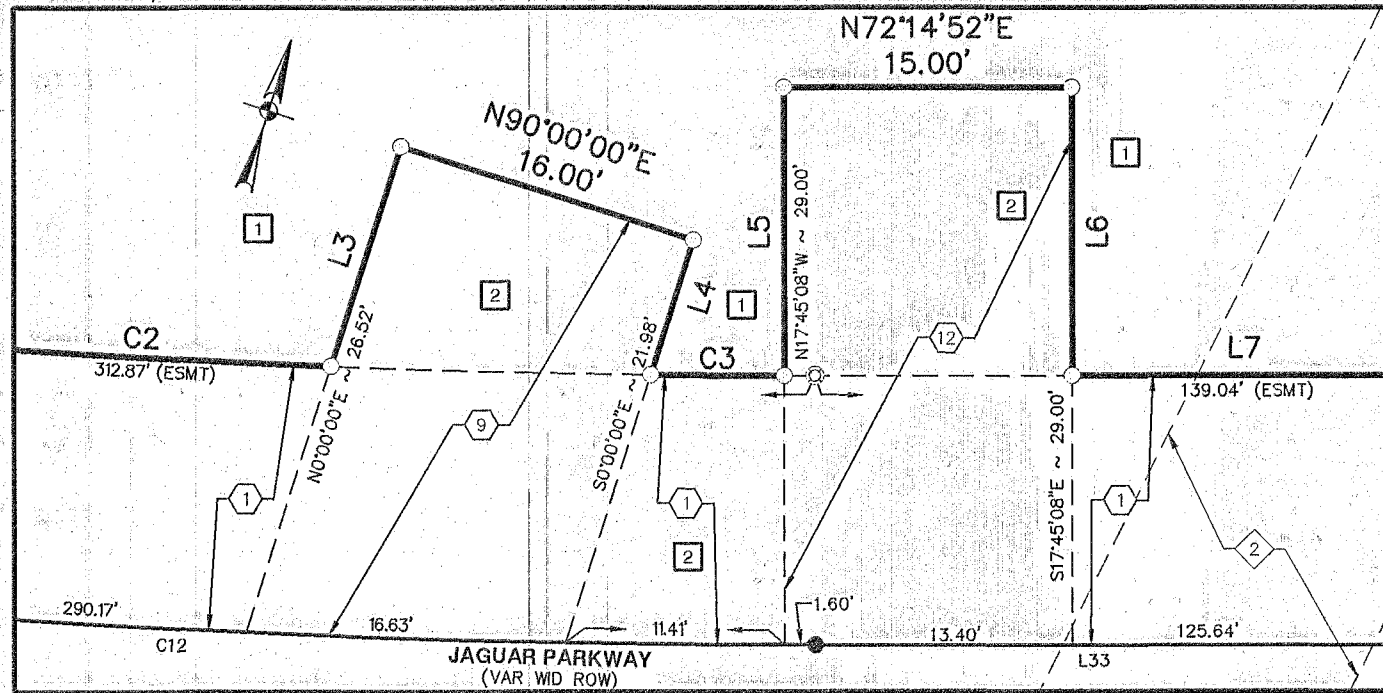 N72°14'52"E
15.00'
N90°00'00"E
16.00'
1
1
2
L3
L5
N17°45'08"W ~ 29.00'
L6
2
L4
1
C2
312.87' (ESMT)
N0°00'00"E ~ 26.52'
S0°00'00"E ~ 21.98'
C3
12
L7
139.04' (ESMT)
9
1
1
1
S17°45'08"E ~ 29.00'
2
2
290.17'
C12
16.63'
11.41'
1.60'
13.40'
125.64'
L33
JAGUAR PARKWAY
(VAR WID ROW)